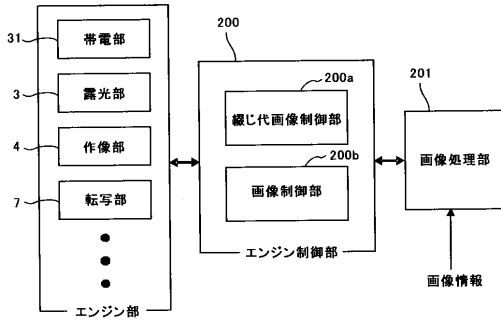 31
帯電部
3
露光部
4
作像部
7
転写部
エンジン部
200
200a
綴じ代画像制御部
200b
画像制御部
エンジン制御部
201
画像処理部
画像情報